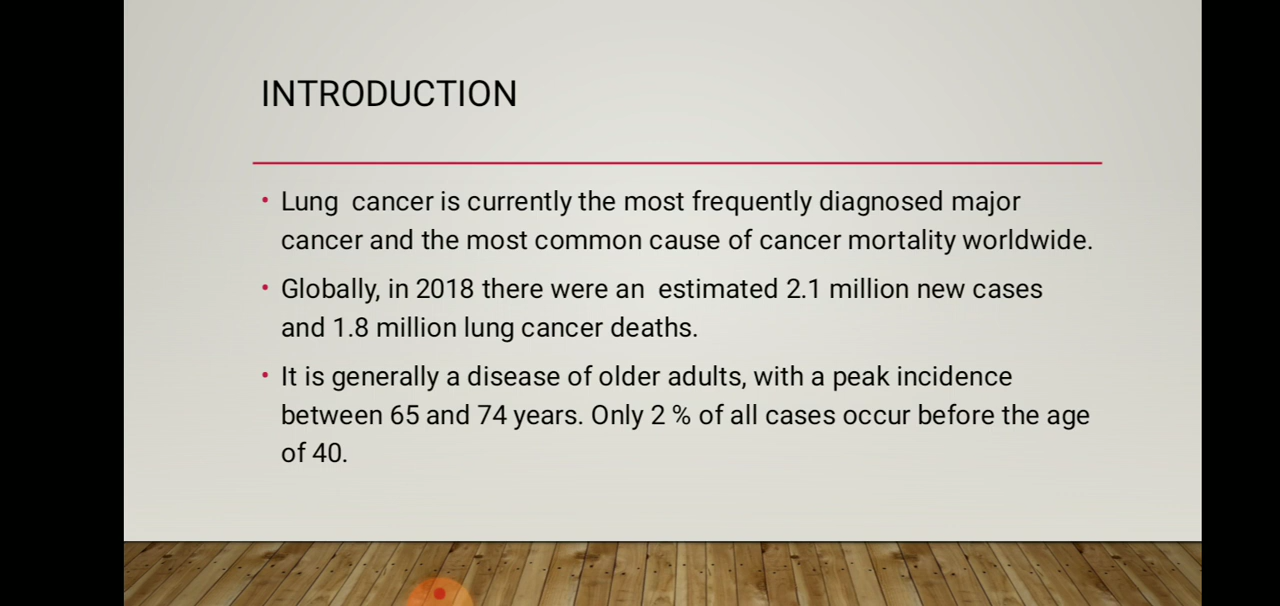 INTRODUCTION
• Lung  cancer is currently the most frequently diagnosed major
cancer and the most common cause of cancer mortality worldwide.
• Globally, in 2018 there were an  estimated 2.1 million new cases
and 1.8 million lung cancer deaths.
• It is generally a disease of older adults, with a peak incidence
between 65 and 74 years. Only 2 % of all cases occur before the age
of 40.